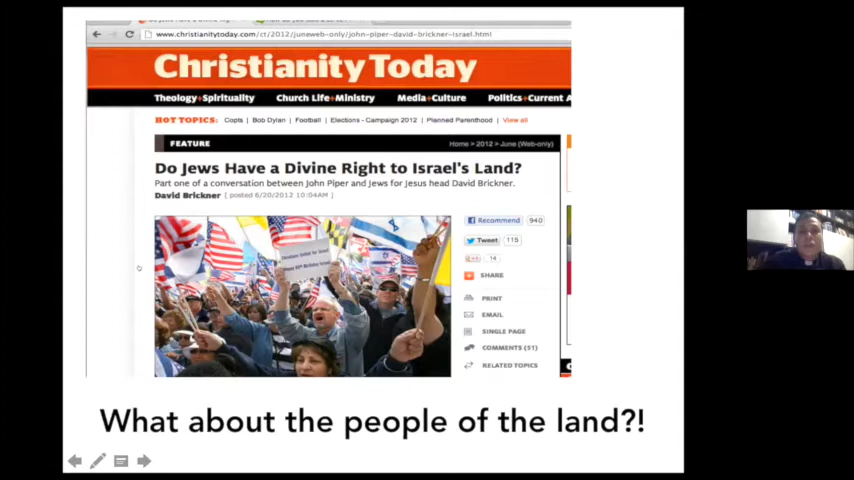 www.christianitytoday.com/ct/2012/juneweb-only/john-piper-david-brickner-israel.html
ChristianityToday
Theology+Spirituality Church Life+Ministry Media+Culture Politics+Current A
HOT TOPICS: Copts | Bob Dylan | Football | Elections - Campaign 2012 | Planned Parenthood | View all
FEATURE Home > 2012 > June (Web-only)
Do Jews Have a Divine Right to Israel's Land?
Part one of a conversation between John Piper and Jews for Jesus head David Brickner.
David Brickner [ posted 6/20/2012 10:04AM ]
Recommend 940
Tweet 115
14
SHARE
PRINT
EMAIL
SINGLE PAGE
COMMENTS (51)
RELATED TOPICS
What about the people of the land?!